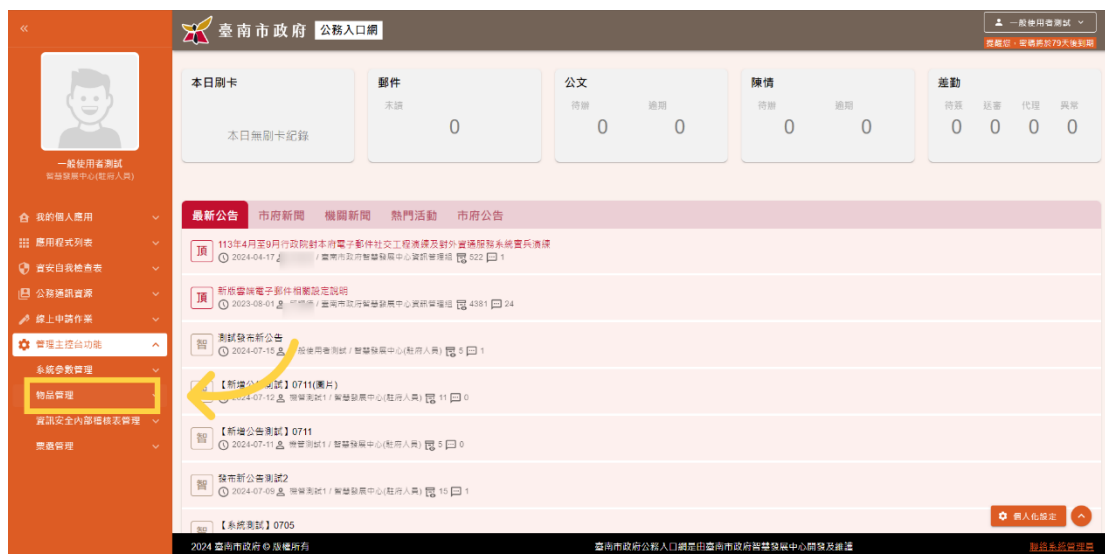 臺南市政府 公務入口網
一般使用者測試
提醒您，密碼將於79天後到期
一般使用者測試
智慧發展中心(駐府人員)
我的個人應用
應用程式列表
資安自我檢查表
公務通訊資源
線上申請作業
管理主控台功能
系統參數管理
物品管理
資訊安全內部稽核表管理
票選管理
本日刷卡
本日無刷卡紀錄
郵件
未讀
0
公文
待辦 逾期
0 0
陳情
待辦 逾期
0 0
差勤
待簽 送審 代理 異常
0 0 0 0
最新公告 市府新聞 機關新聞 熱門活動 市府公告
頂 113年4月至9月行政院對本府電子郵件社交工程演練及對外資通服務系統實兵演練
2024-04-17 / 臺南市政府智慧發展中心資訊管理組 522 1
頂 新版雲端電子郵件相關設定說明
2023-08-01 / 臺南市政府智慧發展中心資訊管理組 4381 24
智 測試發布新公告
2024-07-15 般使用者測試 / 智慧發展中心(駐府人員) 5 1
【新增公告測試】0711(圖片)
2024-07-12 機管測試1 / 智慧發展中心(駐府人員) 11 0
智 【新增公告測試】0711
2024-07-11 機管測試1 / 智慧發展中心(駐府人員) 5 0
智 發布新公告測試2
2024-07-09 機管測試1 / 智慧發展中心(駐府人員) 15 1
智 【系統測試】0705
個人化設定
2024 臺南市政府 © 版權所有
臺南市政府公務入口網是由臺南市政府智慧發展中心開發及維護
聯絡系統管理員